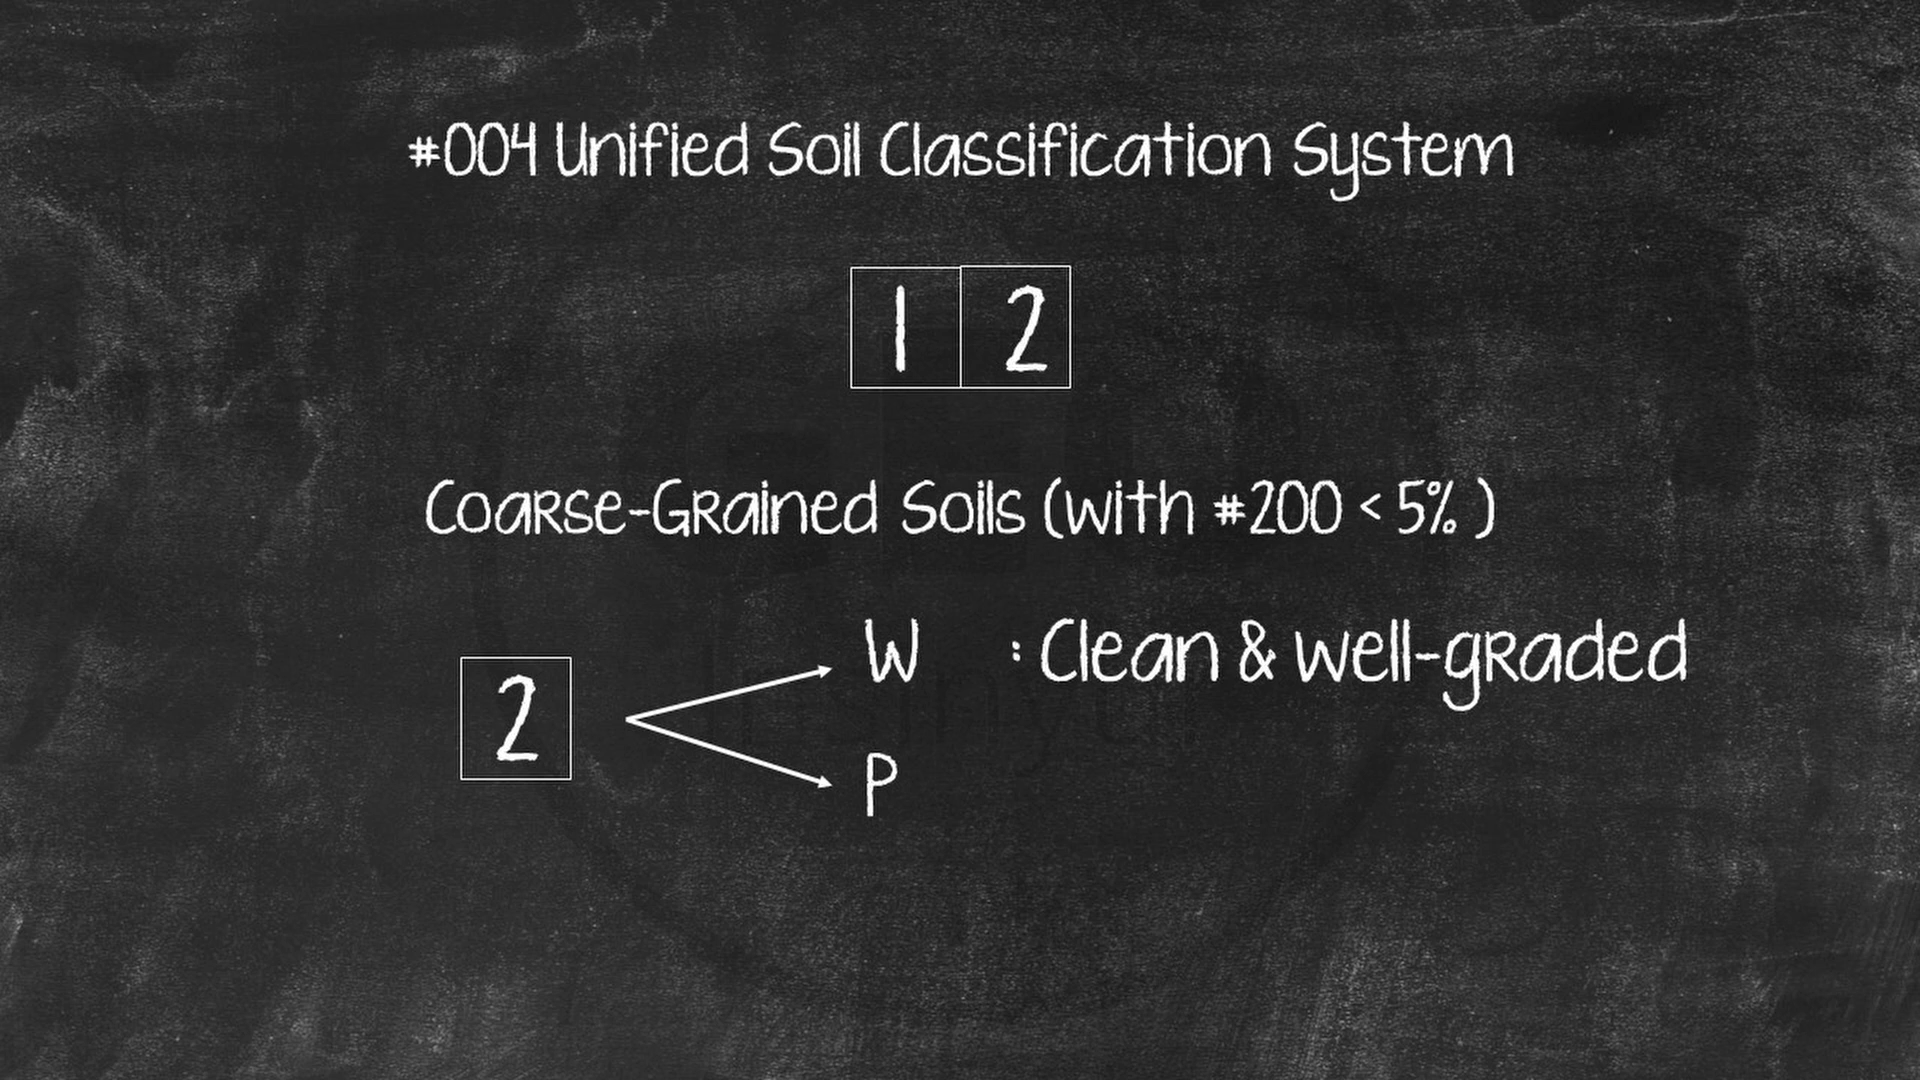 #004 Unified Soil Classification System
1 2
Coarse-Grained Soils (with #200 < 5% )
W : Clean & well-graded
2
P